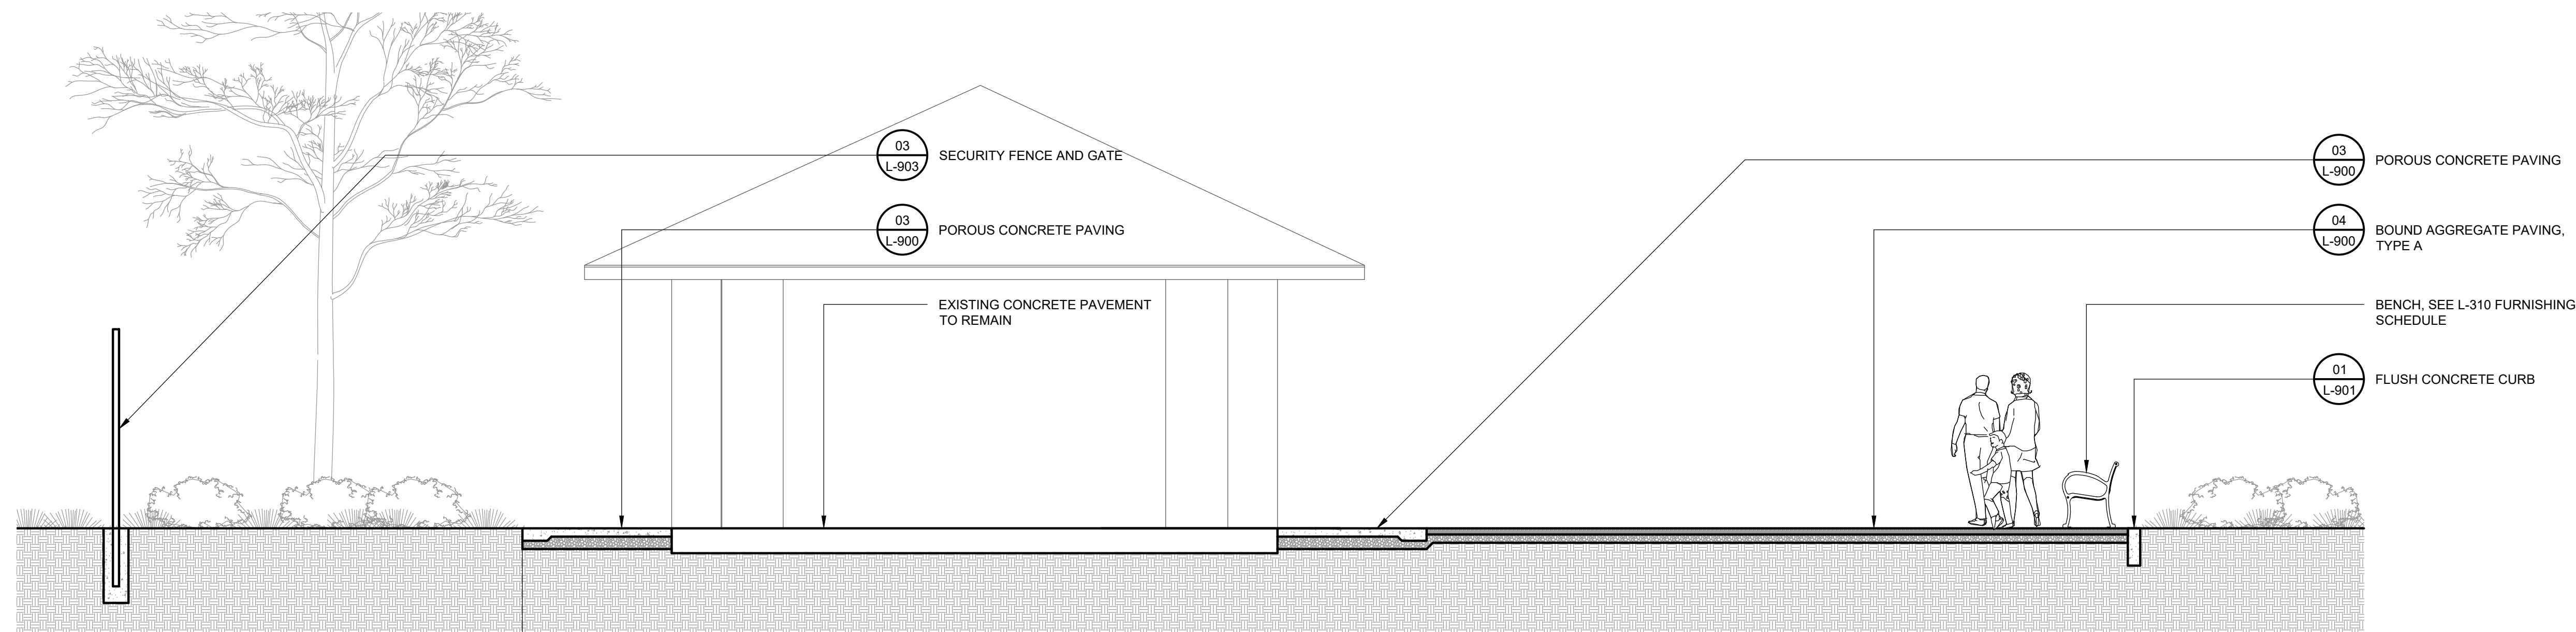 03
L-903
SECURITY FENCE AND GATE
03
L-900
POROUS CONCRETE PAVING
EXISTING CONCRETE PAVEMENT
TO REMAIN
03
L-900
POROUS CONCRETE PAVING
04
L-900
BOUND AGGREGATE PAVING,
TYPE A
BENCH, SEE L-310 FURNISHING
SCHEDULE
01
L-901
FLUSH CONCRETE CURB